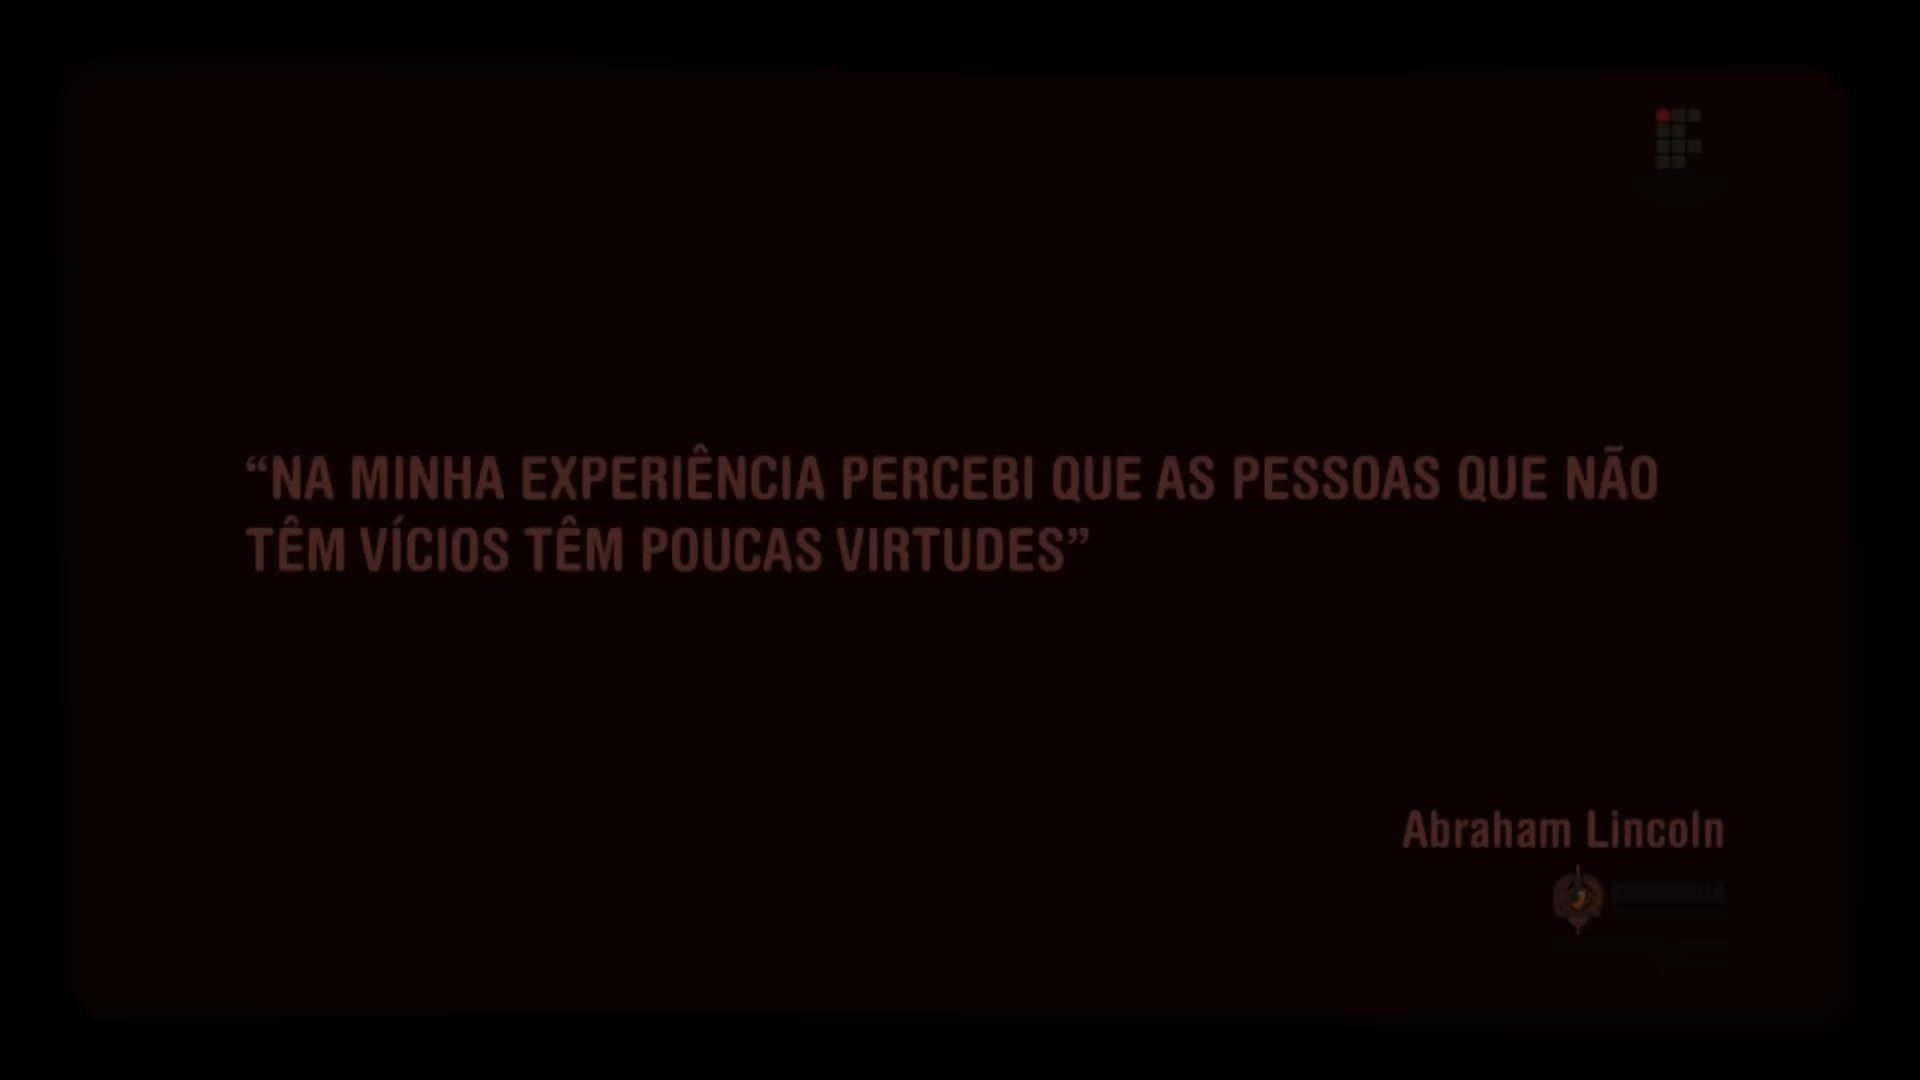 “NA MINHA EXPERIÊNCIA PERCEBI QUE AS PESSOAS QUE NÃO
TÊM VÍCIOS TÊM POUCAS VIRTUDES”
Abraham Lincoln